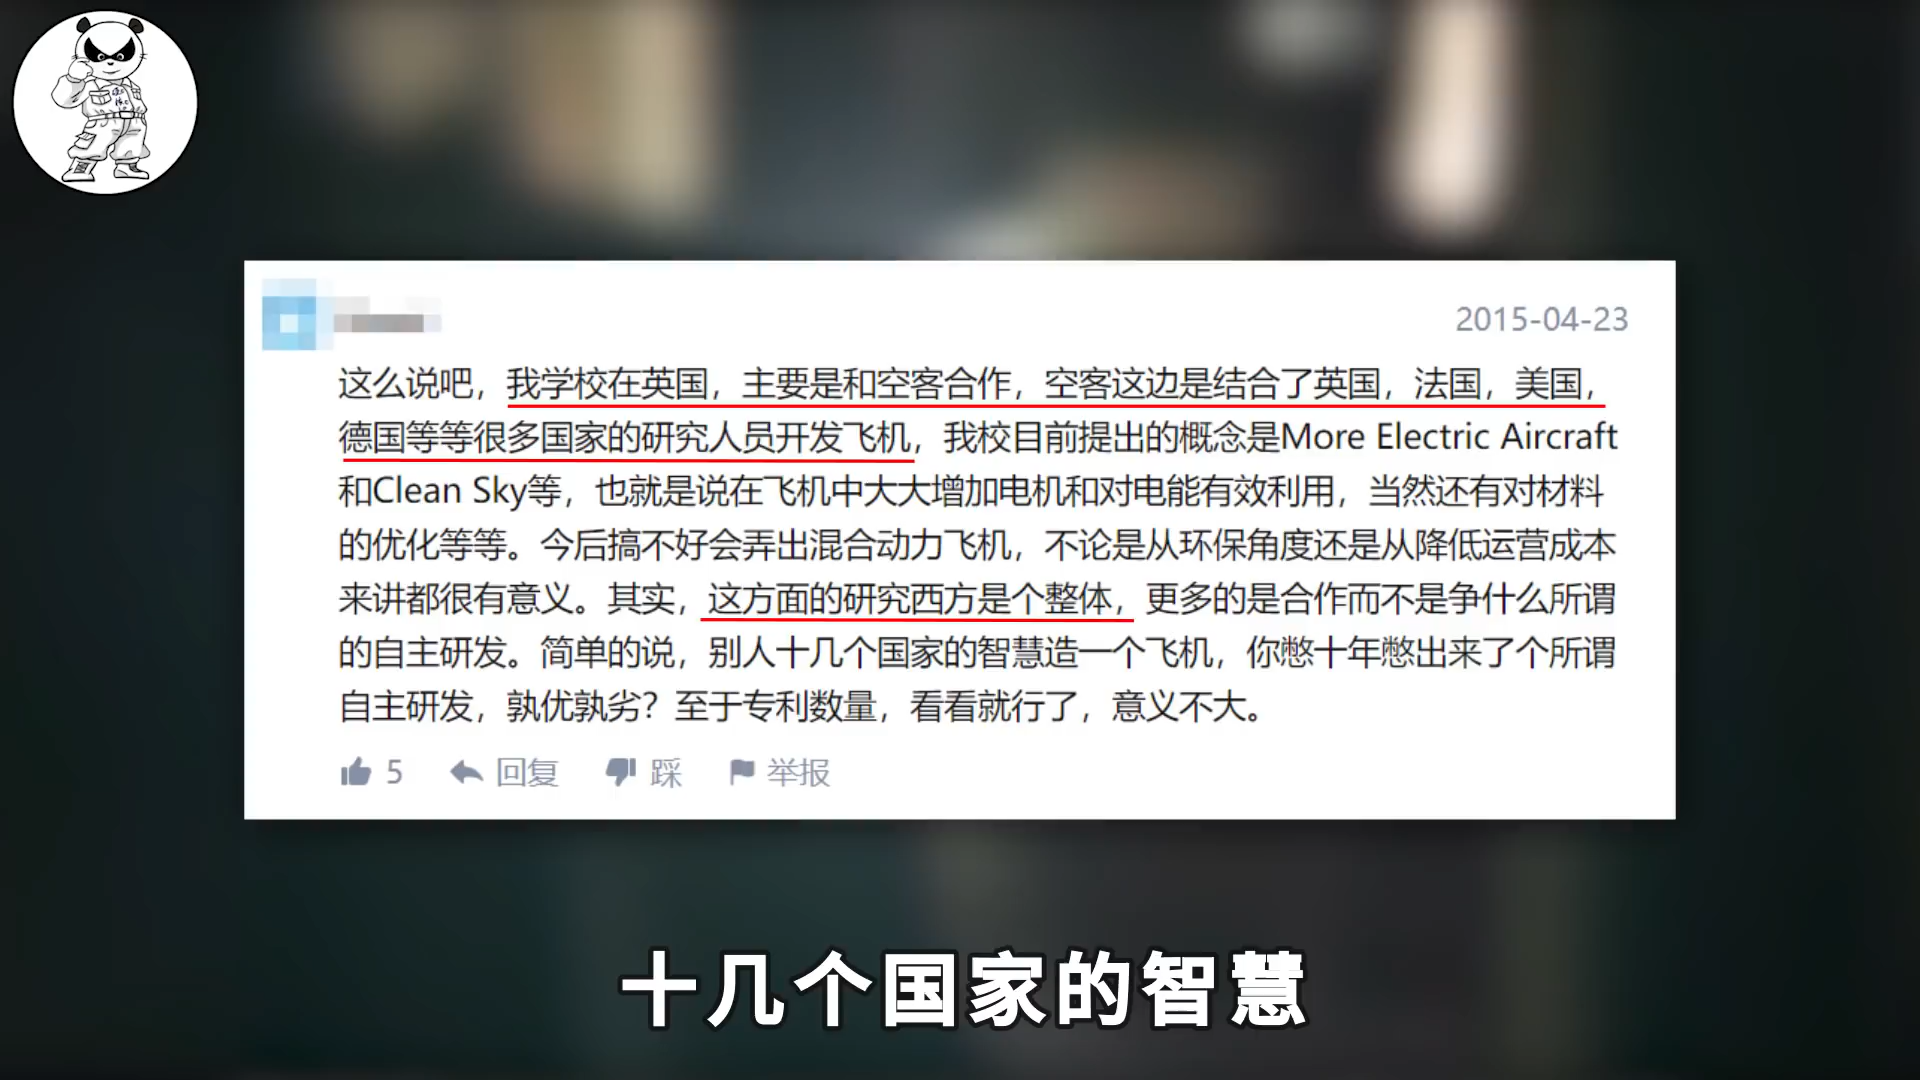 2015-04-23
这么说吧，我学校在英国，主要是和空客合作，空客这边是结合了英国，法国，美国，
德国等等很多国家的研究人员开发飞机，我校目前提出的概念是More Electric Aircraft
和Clean Sky等，也就是说在飞机中大大增加电机和对电能有效利用，当然还有对材料
的优化等等。今后搞不好会弄出混合动力飞机，不论是从环保角度还是从降低运营成本
来讲都很有意义。其实，这方面的研究西方是个整体，更多的是合作而不是争什么所谓
的自主研发。简单的说，别人十几个国家的智慧造一个飞机，你憋十年憋出来了个所谓
自主研发，孰优孰劣？至于专利数量，看看就行了，意义不大。
5 回复 踩 举报
十几个国家的智慧